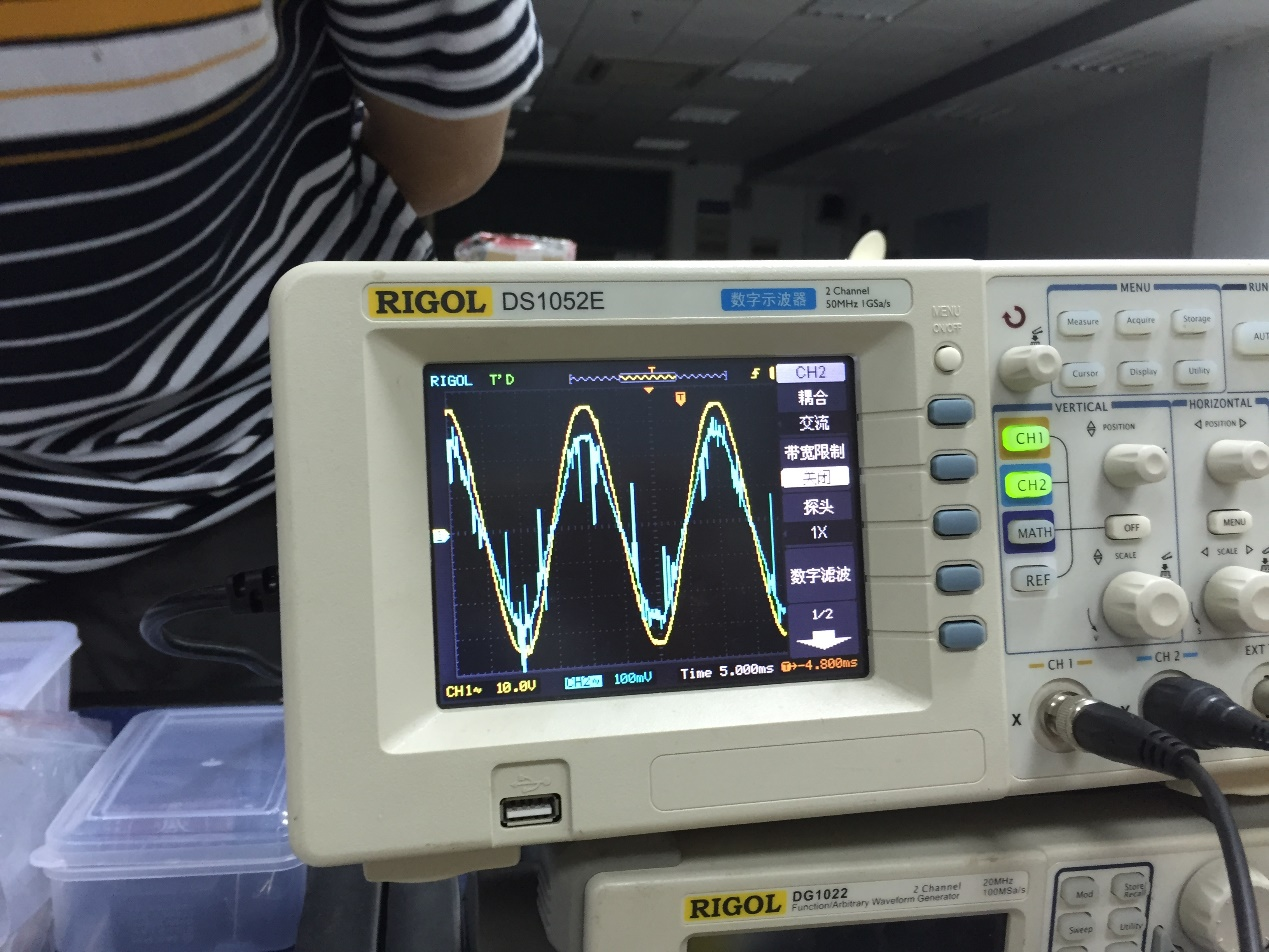 RIGOL DS1052E
数字示波器
2 Channel
50MHz 1GSa/s
MENU
ON/OFF
RIGOL T'D
T
T
CH2
耦合
交流
带宽限制
关闭
探头
1X
数字滤波
1/2
CH1~ 10.0V CH2~ 100mV Time 5.000ms T→-4.800ms
MENU
Measure
Acquire
Storage
Cursor
Display
Utility
RUN
AUT
VERTICAL
HORIZONTAL
CH1
CH2
MATH
REF
POSITION
OFF
SCALE
POSITION
MENU
SCALE
CH 1
CH 2
EXT
X
RIGOL DG1022
2 Channel
Function/Arbitrary Waveform Generator
20MHz
100MSa/s
Mod
Store
Recall
Sweep
Utility